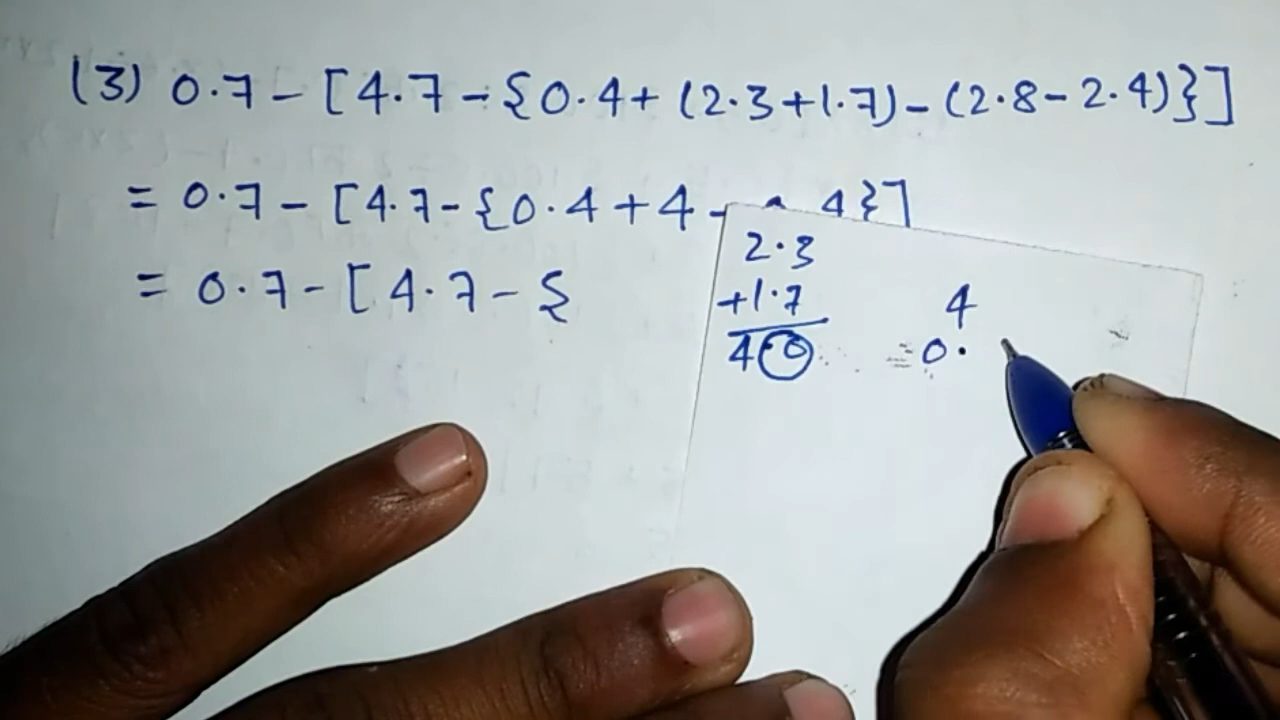 (3) 0.7 - [4.7 - {0.4 + (2.3+1.7) - (2.8 - 2.4)}]
= 0.7 - [4.7 - {0.4 + 4 - 4}]
= 0.7 - [4.7 - {
2.3
+1.7
4.0
4
= 0.